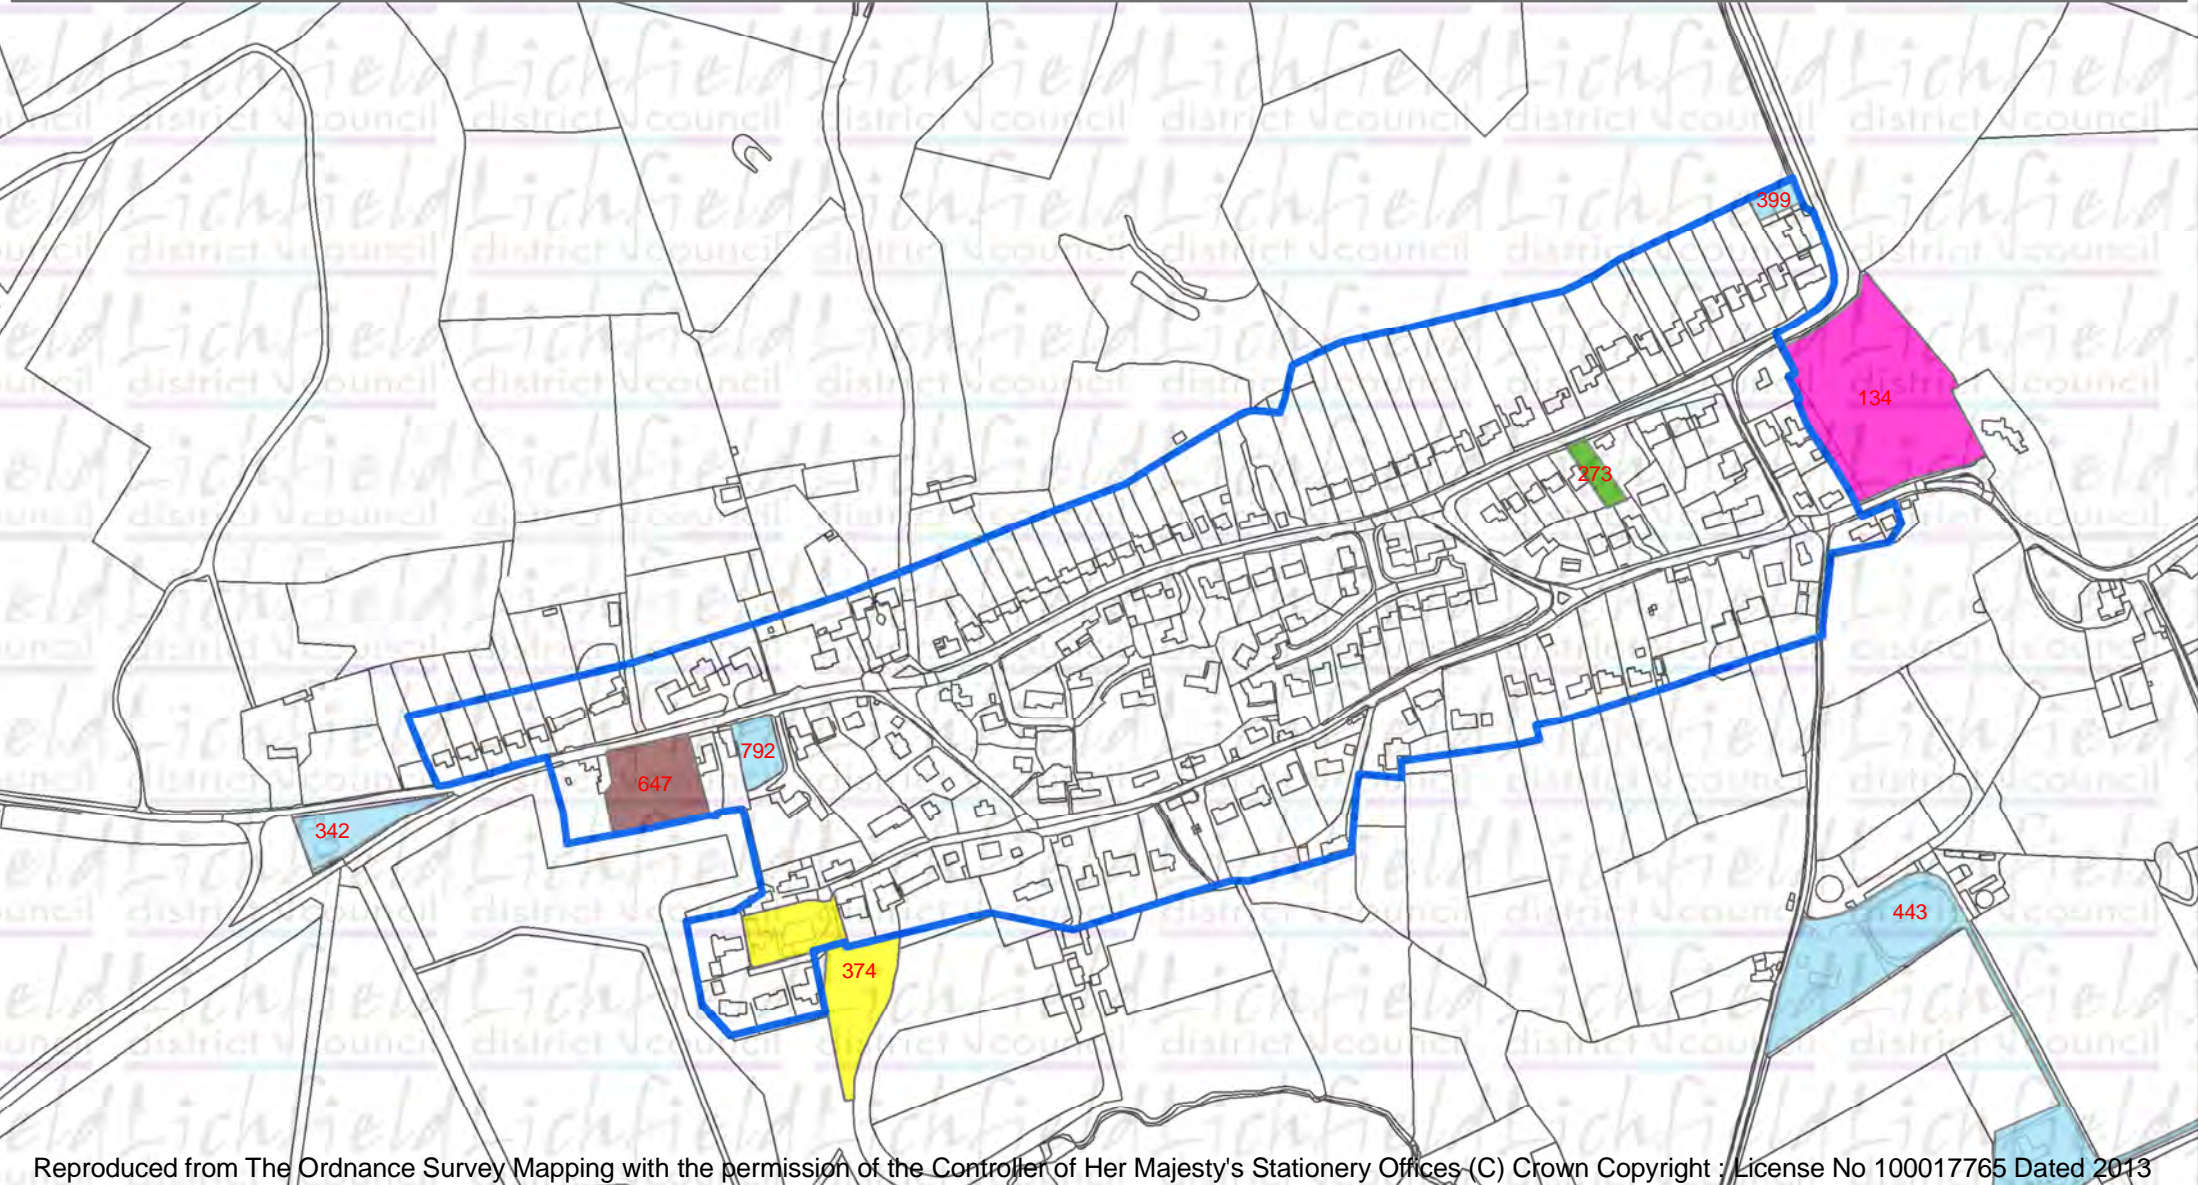 399
134
273
792
647
342
443
374
Reproduced from The Ordnance Survey Mapping with the permission of the Controller of Her Majesty's Stationery Offices (C) Crown Copyright : License No 100017765 Dated 2013
Lichfield
district council